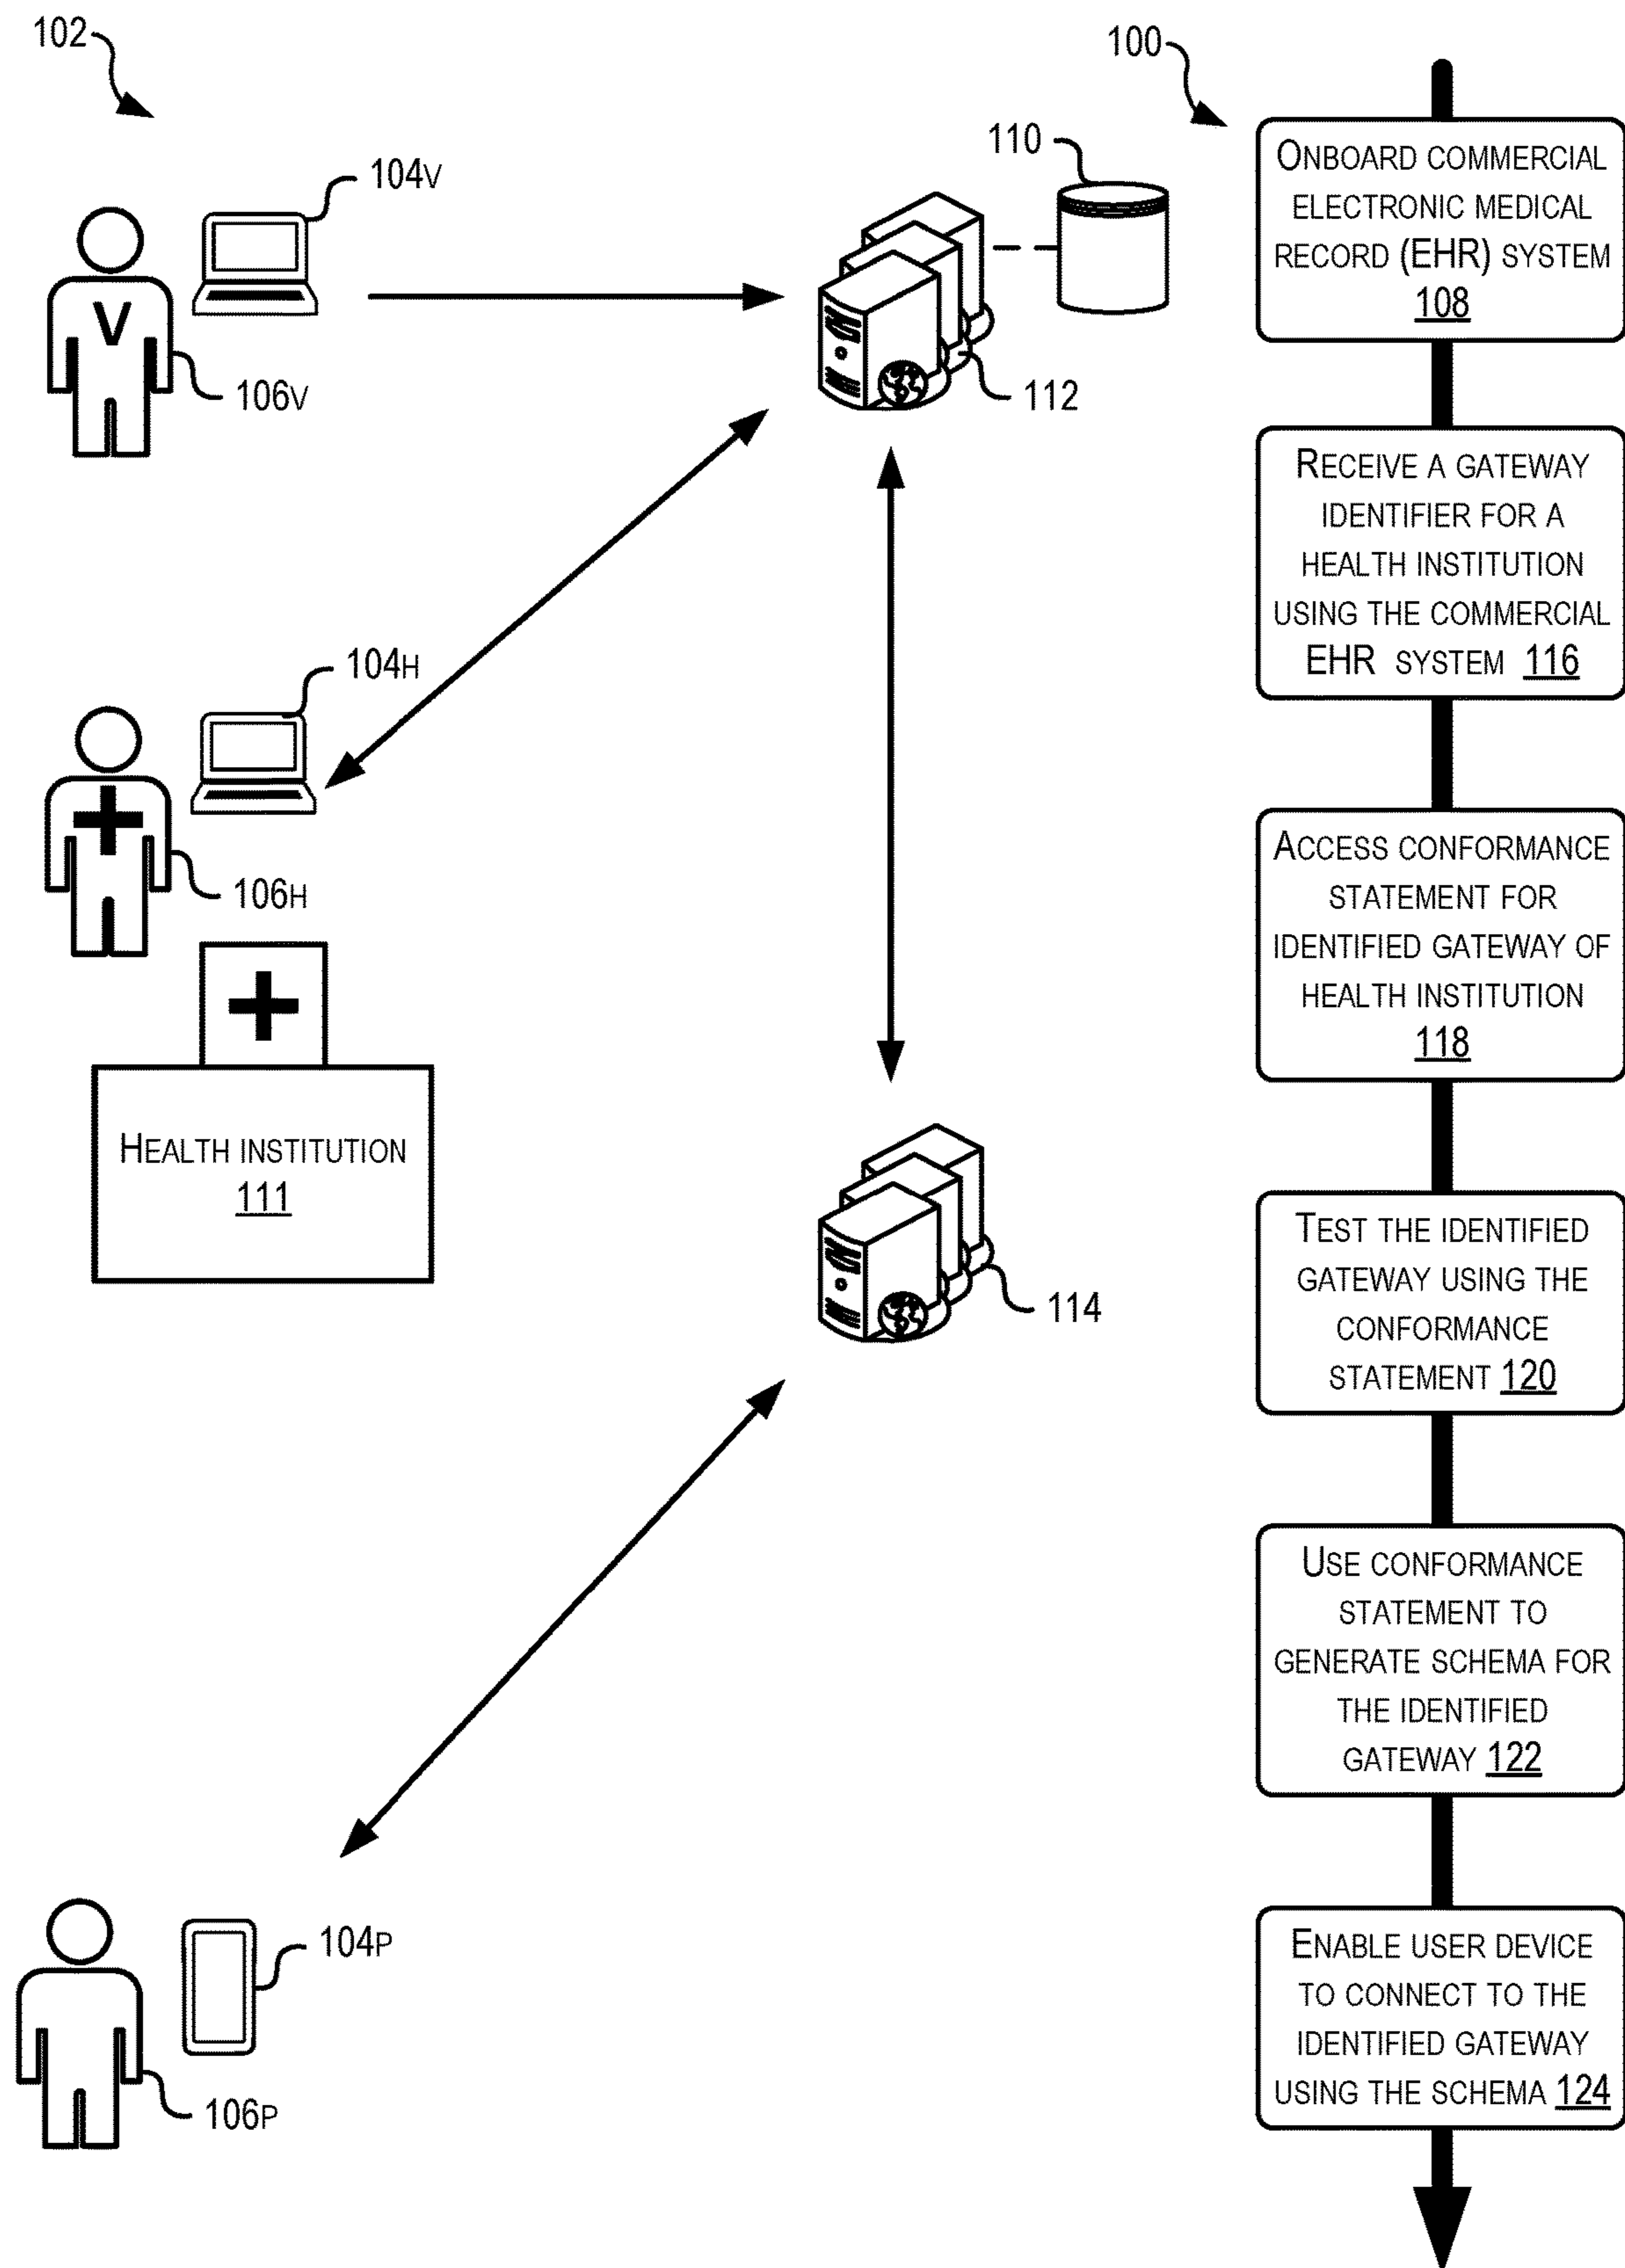 102
104V
V
106V
110
112
104H
106H
HEALTH INSTITUTION
111
114
104P
106P
100
ONBOARD COMMERCIAL
ELECTRONIC MEDICAL
RECORD (EHR) SYSTEM
108
RECEIVE A GATEWAY
IDENTIFIER FOR A
HEALTH INSTITUTION
USING THE COMMERCIAL
EHR SYSTEM 116
ACCESS CONFORMANCE
STATEMENT FOR
IDENTIFIED GATEWAY OF
HEALTH INSTITUTION
118
TEST THE IDENTIFIED
GATEWAY USING THE
CONFORMANCE
STATEMENT 120
USE CONFORMANCE
STATEMENT TO
GENERATE SCHEMA FOR
THE IDENTIFIED
GATEWAY 122
ENABLE USER DEVICE
TO CONNECT TO THE
IDENTIFIED GATEWAY
USING THE SCHEMA 124